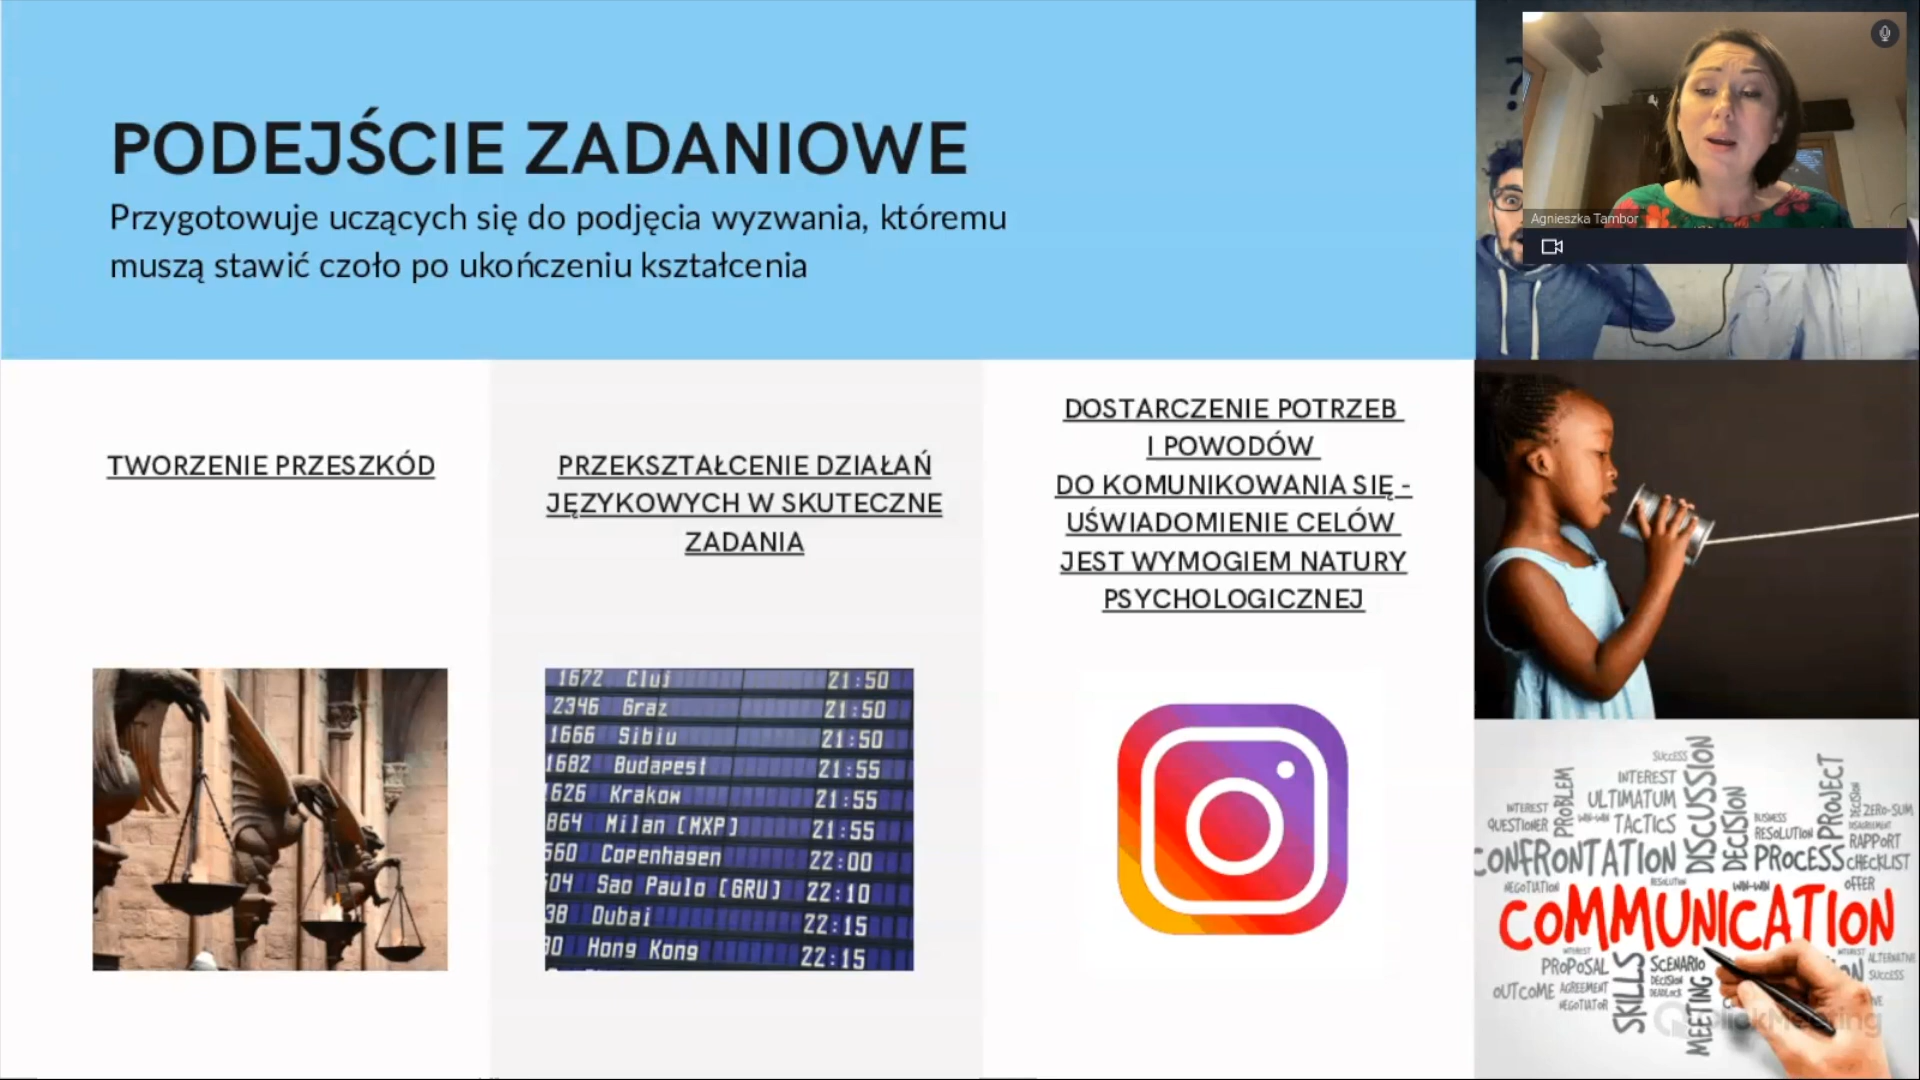 PODEJŚCIE ZADANIOWE
Przygotowuje uczących się do podjęcia wyzwania, któremu
muszą stawić czoło po ukończeniu kształcenia
Agnieszka Tambor
TWORZENIE PRZESZKÓD
PRZEKSZTAŁCENIE DZIAŁAŃ
JĘZYKOWYCH W SKUTECZNE
ZADANIA
DOSTARCZENIE POTRZEB
I POWODÓW
DO KOMUNIKOWANIA SIĘ -
UŚWIADOMIENIE CELÓW
JEST WYMOGIEM NATURY
PSYCHOLOGICZNEJ
1672 Cluj 21:50
2346 Graz 21:50
1666 Sibiu 21:50
1682 Budapest 21:55
626 Krakow 21:55
864 Milan [MXP] 21:55
560 Copenhagen 22:00
04 Sao Paulo [GRU] 22:10
38 Dubai 22:15
0 Hong Kong 22:15
SUCCESS
INTEREST
ULTIMATUM
TACTICS
INTEREST
QUESTIONER
PROBLEM
WIN-WIN
DISCUSSION
DECISION
BUSINESS
RESOLUTION
PROJECT
DECISION
ZERO-SUM
DISAGREEMENT
RAPPORT
CONFRONTATION
PROCESS
CHECKLIST
NEGOTIATION
RESOLUTION
WIN-WIN
OFFER
COMMUNICATION
INTEREST
PROPOSAL
SKILLS
SCENARIO
DECISION
DEADLOCK
INTEREST
ALTERNATIVE
SUCCESS
OUTCOME
AGREEMENT
NEGOTIATOR
MEETING
ClickMeeting